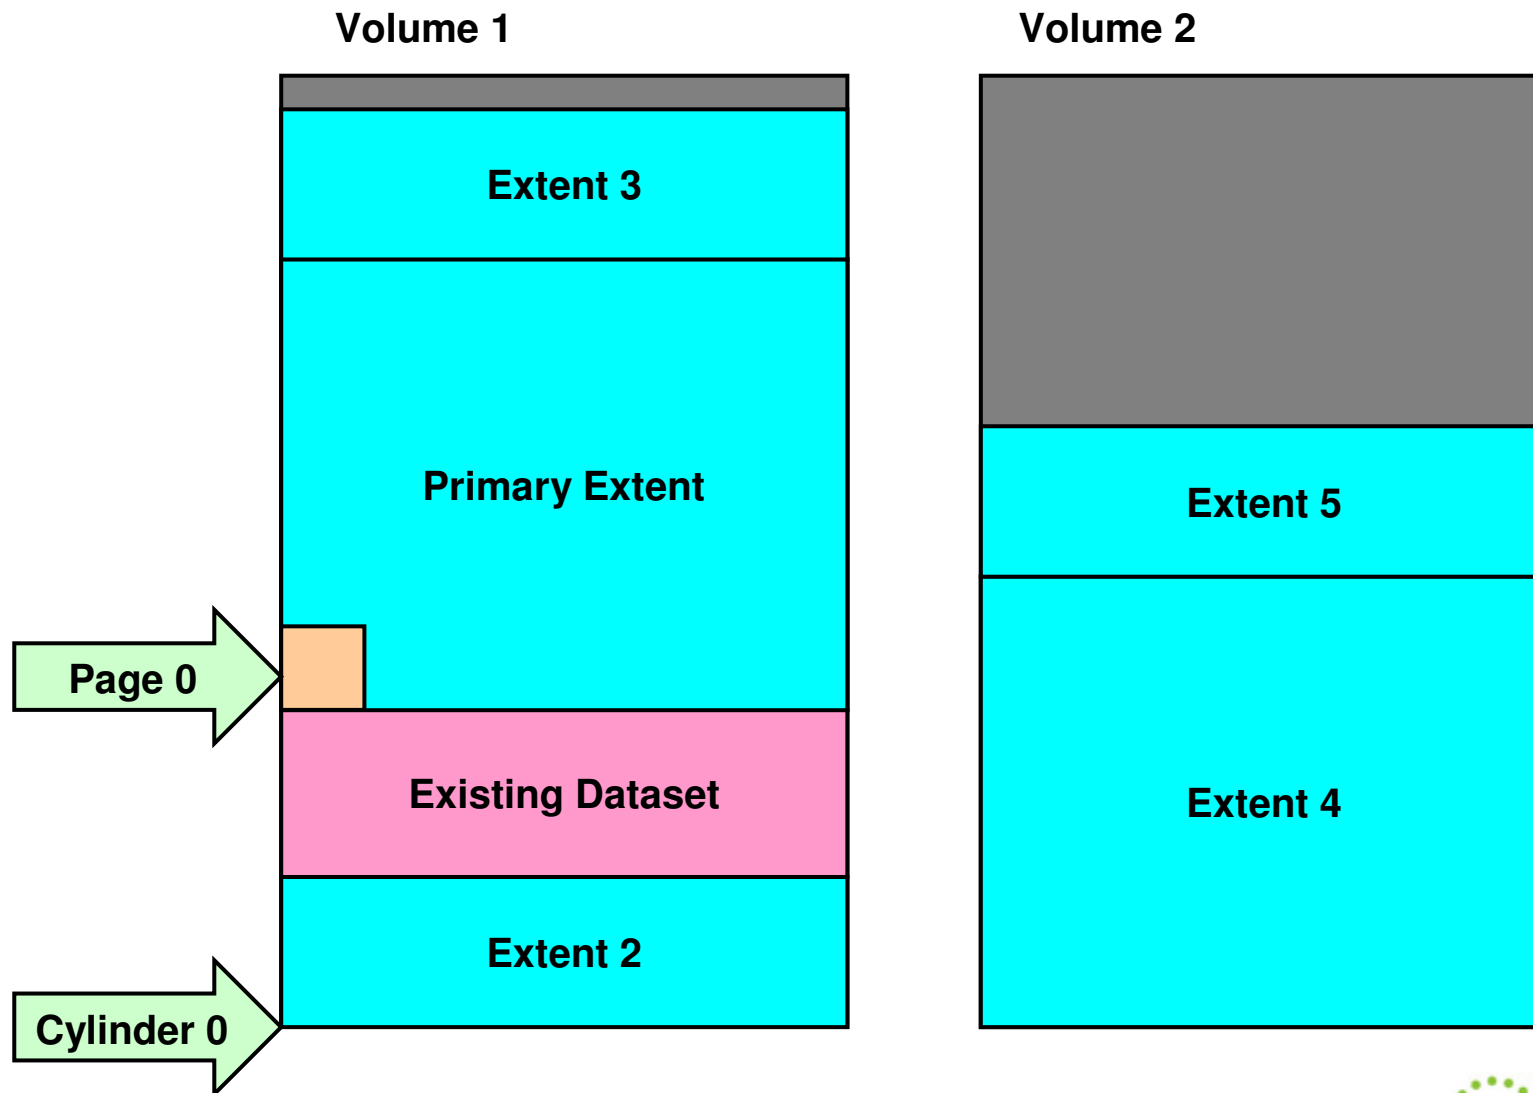 Volume 1
Volume 2
Extent 3
Primary Extent
Extent 5
Page 0
Existing Dataset
Extent 4
Extent 2
Cylinder 0